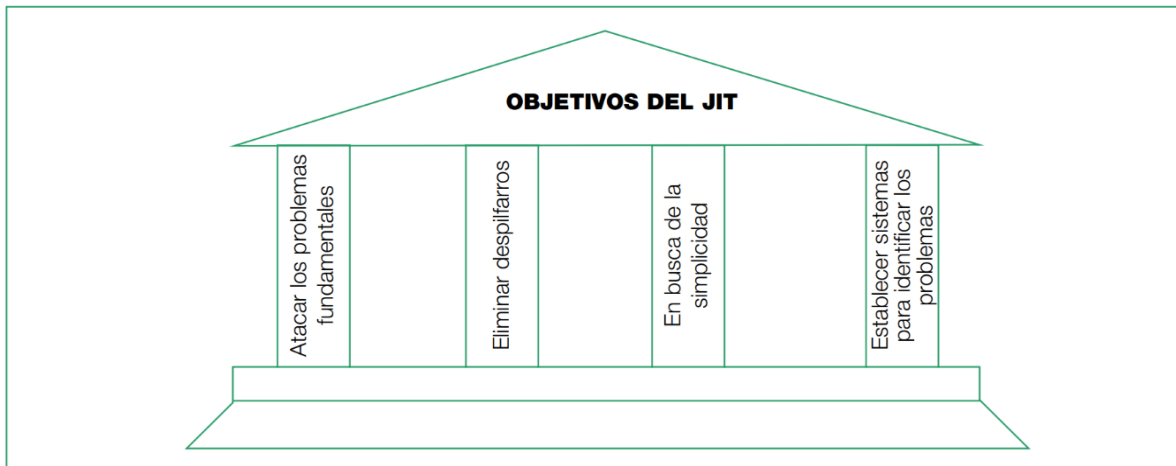 OBJETIVOS DEL JIT
Atacar los problemas
fundamentales
Eliminar despilfarros
En busca de la
simplicidad
Establecer sistemas
para identificar los
problemas